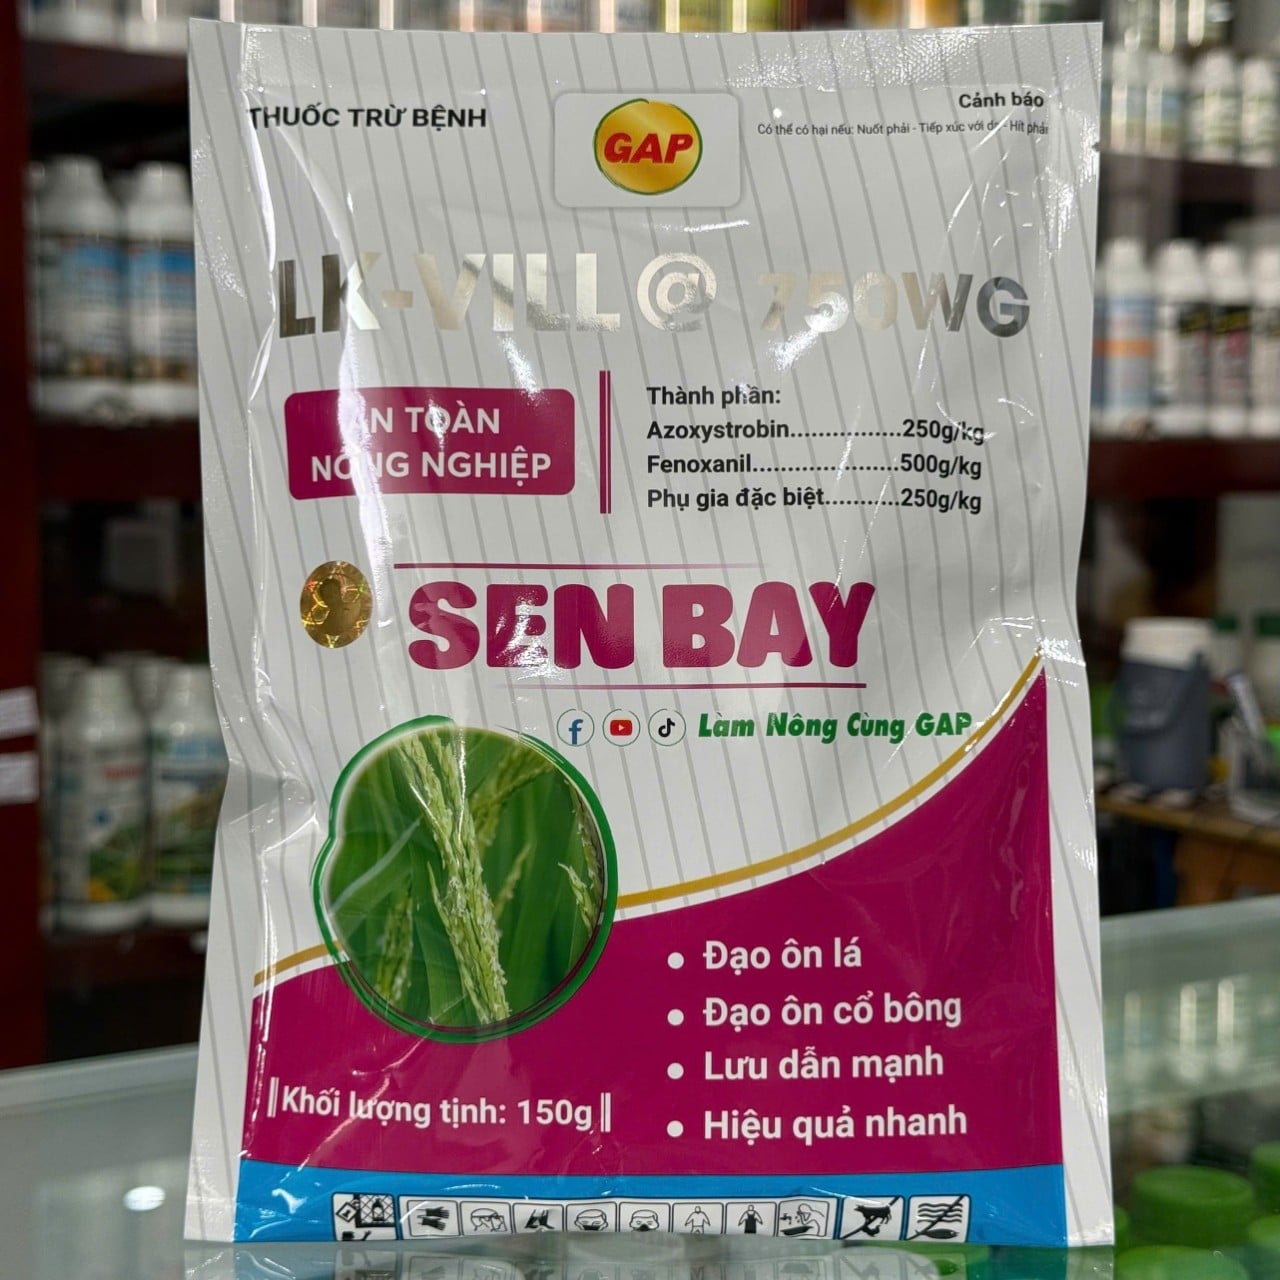 THUỐC TRỪ BỆNH
GAP
Cảnh báo
Có thể có hại nếu: Nuốt phải - Tiếp xúc với da - Hít phải
LK-VILL @ 750WG
AN TOÀN
NÔNG NGHIỆP
Thành phần:
Azoxystrobin................250g/kg
Fenoxanil.....................500g/kg
Phụ gia đặc biệt...........250g/kg
SEN BAY
Làm Nông Cùng GAP
• Đạo ôn lá
• Đạo ôn cổ bông
• Lưu dẫn mạnh
• Hiệu quả nhanh
Khối lượng tịnh: 150g